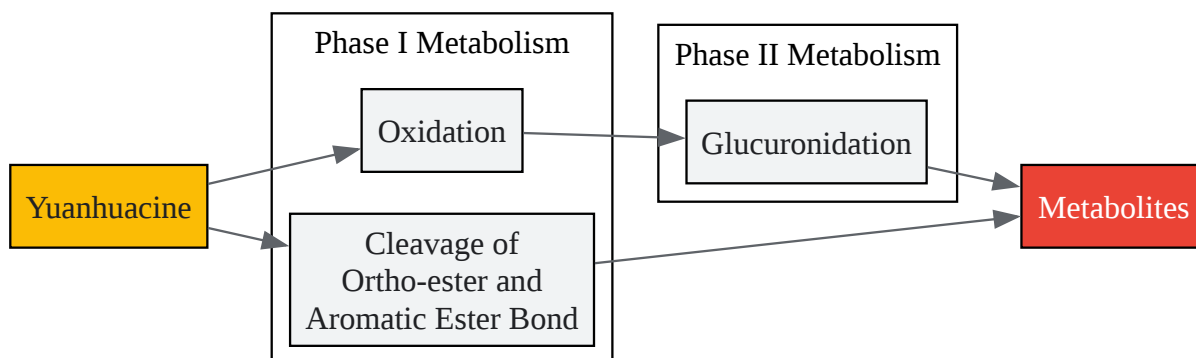 Phase I Metabolism
Phase II Metabolism
Oxidation
Glucuronidation
Yuanhuacine
Metabolites
Cleavage of
Ortho-ester and
Aromatic Ester Bond